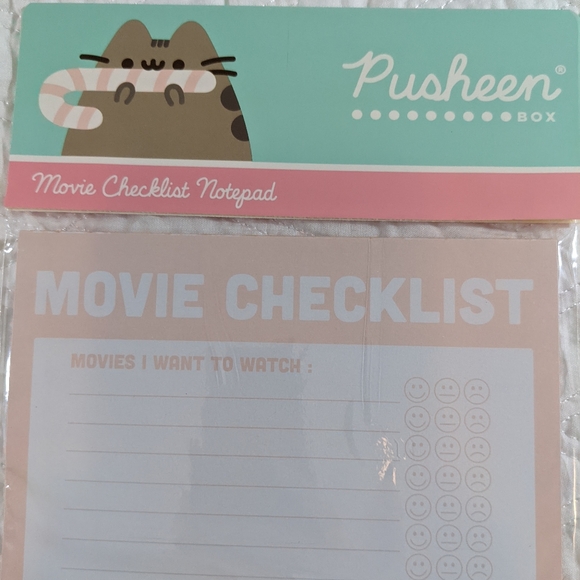 Pusheen®
BOX
Movie Checklist Notepad
MOVIE CHECKLIST
MOVIES I WANT TO WATCH :